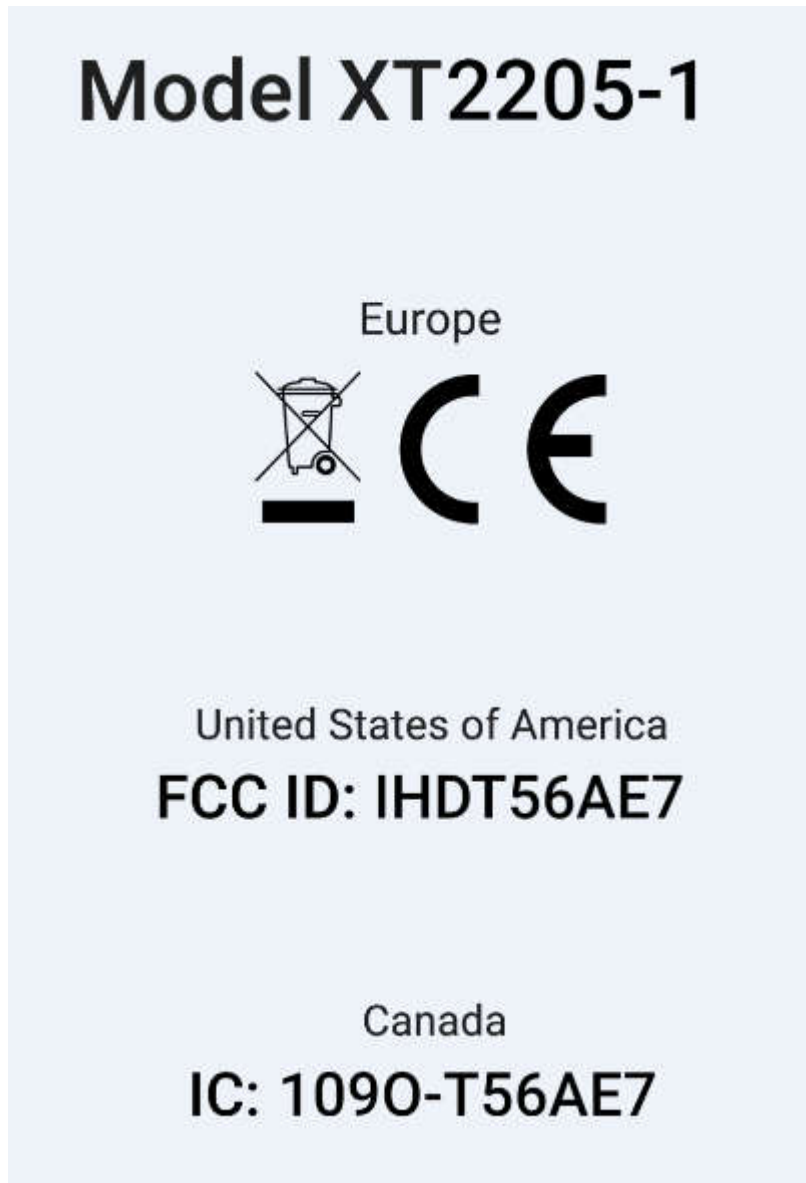 Model XT2205-1
Europe
CE
United States of America
FCC ID: IHDT56AE7
Canada
IC: 109O-T56AE7